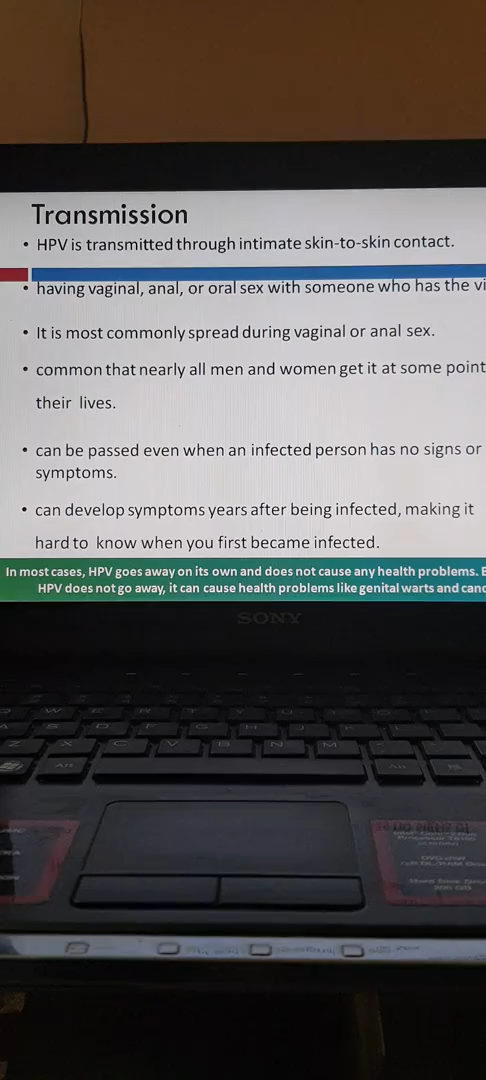 Transmission
• HPV is transmitted through intimate skin-to-skin contact.
• having vaginal, anal, or oral sex with someone who has the vi
• It is most commonly spread during vaginal or anal sex.
• common that nearly all men and women get it at some point
their lives.
• can be passed even when an infected person has no signs or
symptoms.
• can develop symptoms years after being infected, making it
hard to know when you first became infected.
In most cases, HPV goes away on its own and does not cause any health problems.
HPV does not go away, it can cause health problems like genital warts and canc
SONY
W E R T Y U
A S D F G H J K L
Z X C V B N M
Alt Alt